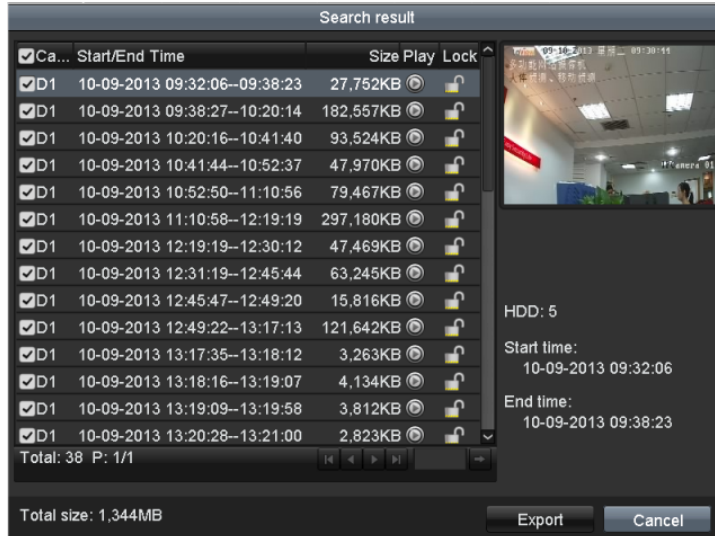 Search result
Ca... Start/End Time Size Play Lock
D1 10-09-2013 09:32:06--09:38:23 27,752KB
D1 10-09-2013 09:38:27--10:20:14 182,557KB
D1 10-09-2013 10:20:16--10:41:40 93,524KB
D1 10-09-2013 10:41:44--10:52:37 47,970KB
D1 10-09-2013 10:52:50--11:10:56 79,467KB
D1 10-09-2013 11:10:58--12:19:19 297,180KB
D1 10-09-2013 12:19:19--12:30:12 47,469KB
D1 10-09-2013 12:31:19--12:45:44 63,245KB
D1 10-09-2013 12:45:47--12:49:20 15,816KB
D1 10-09-2013 12:49:22--13:17:13 121,642KB
D1 10-09-2013 13:17:35--13:18:12 3,263KB
D1 10-09-2013 13:18:16--13:19:07 4,134KB
D1 10-09-2013 13:19:09--13:19:58 3,812KB
D1 10-09-2013 13:20:28--13:21:00 2,823KB
Total: 38 P: 1/1
Total size: 1,344MB
09-10-2013 星期二 09:30:44
01
HDD: 5
Start time:
10-09-2013 09:32:06
End time:
10-09-2013 09:38:23
Export Cancel